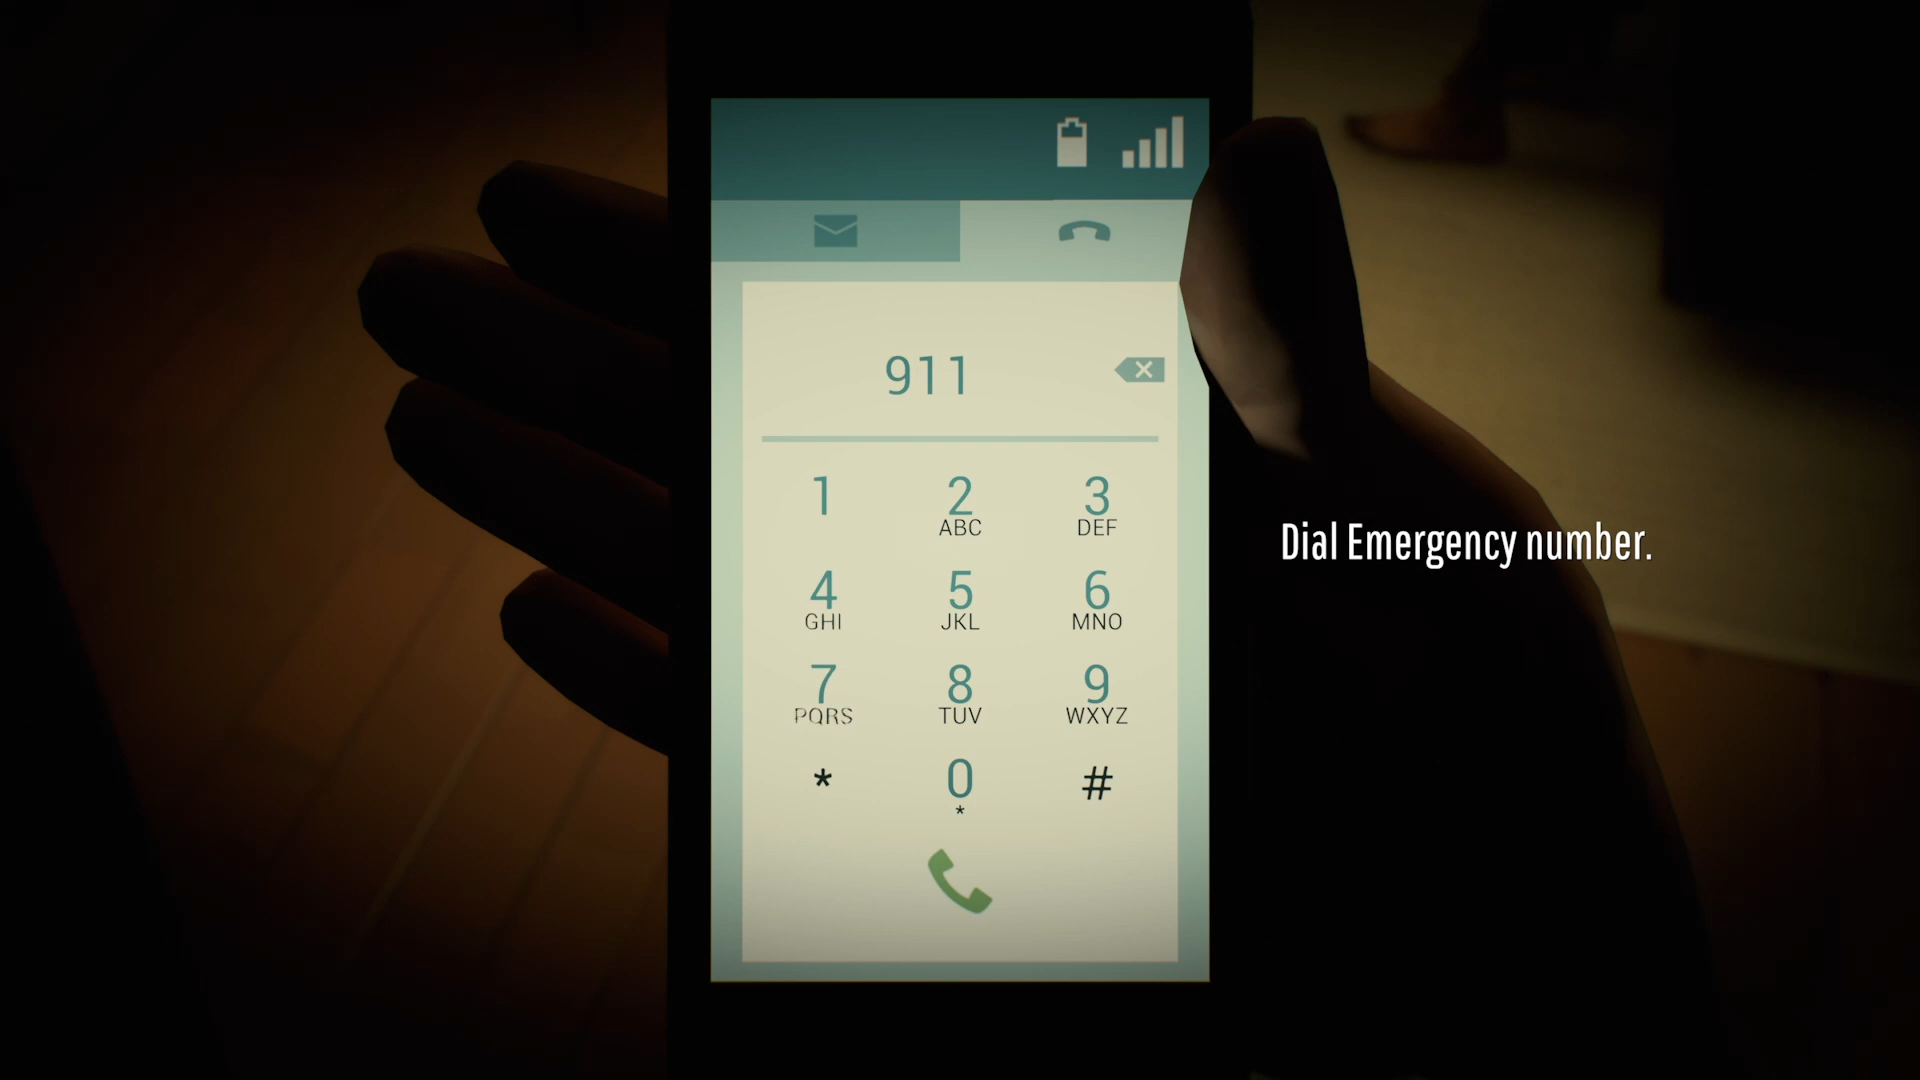 911
1 2 3
ABC DEF
4 5 6
GHI JKL MNO
7 8 9
PQRS TUV WXYZ
* 0 #
*
Dial Emergency number.